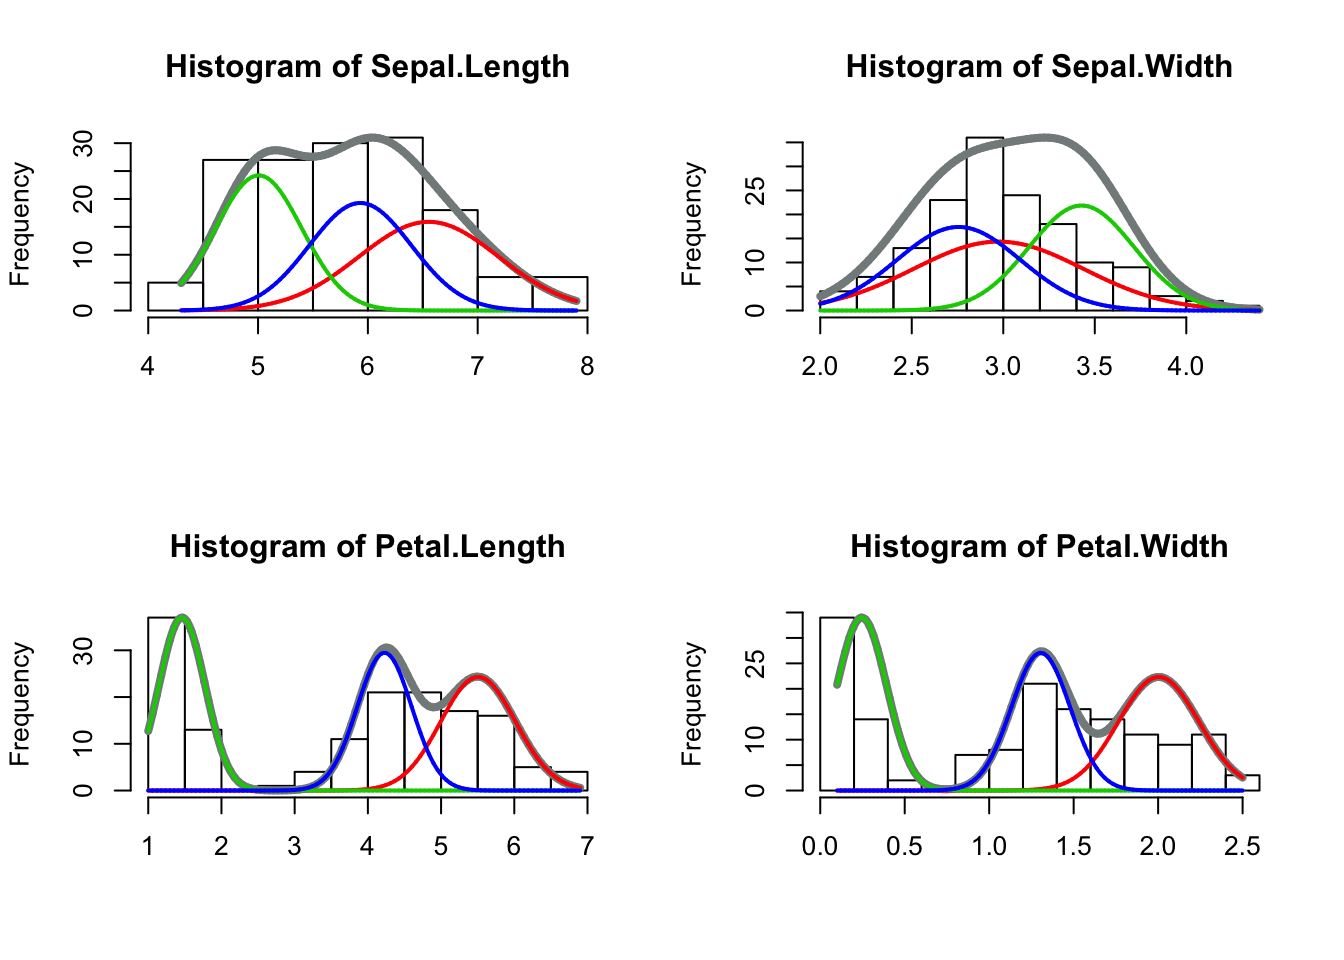 Histogram of Sepal.Length
Frequency
0 10 20 30
4 5 6 7 8
Histogram of Sepal.Width
Frequency
0 10 25
2.0 2.5 3.0 3.5 4.0
Histogram of Petal.Length
Frequency
0 10 30
1 2 3 4 5 6 7
Histogram of Petal.Width
Frequency
0 10 25
0.0 0.5 1.0 1.5 2.0 2.5